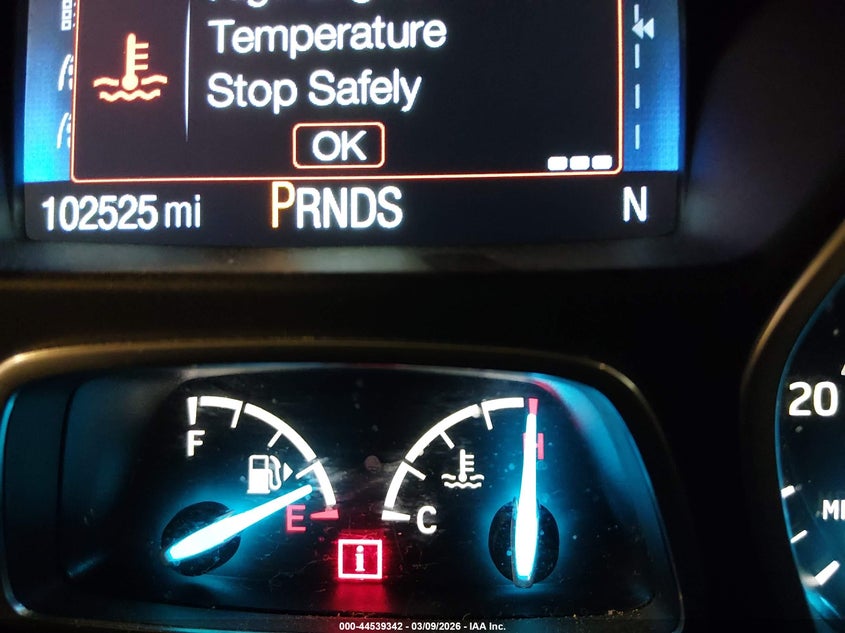 Temperature
Stop Safely
OK
102525 mi PRNDS N
F
E
H
C
i
20
000-44539342 - 03/09/2026 - IAA Inc.